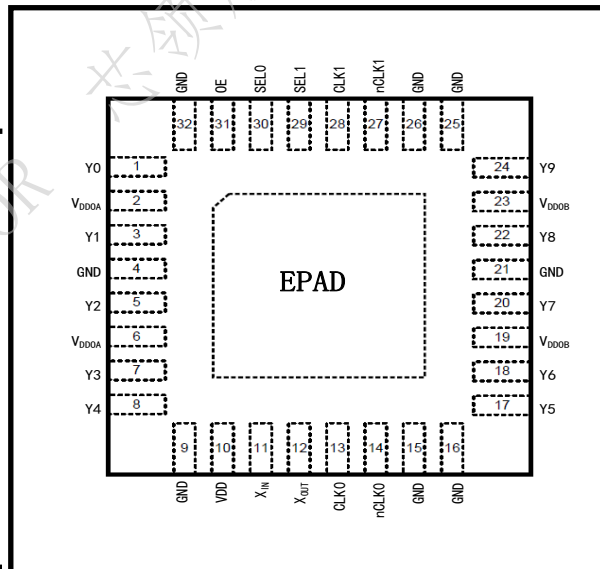 芯领
OR
GND OE SEL0 SEL1 CLK1 nCLK1 GND GND
32 31 30 29 28 27 26 25
Y0 1 24 Y9
VDDOA 2 23 VDDOB
Y1 3 22 Y8
GND 4 21 GND
EPAD
Y2 5 20 Y7
VDDOA 6 19 VDDOB
Y3 7 18 Y6
Y4 8 17 Y5
9 10 11 12 13 14 15 16
GND VDD XIN XOUT CLK0 nCLK0 GND GND